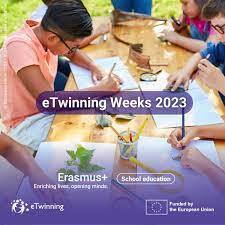 eTwinning Weeks 2023
Erasmus+
Enriching lives, opening minds.
School education
eTwinning
Funded by
the European Union